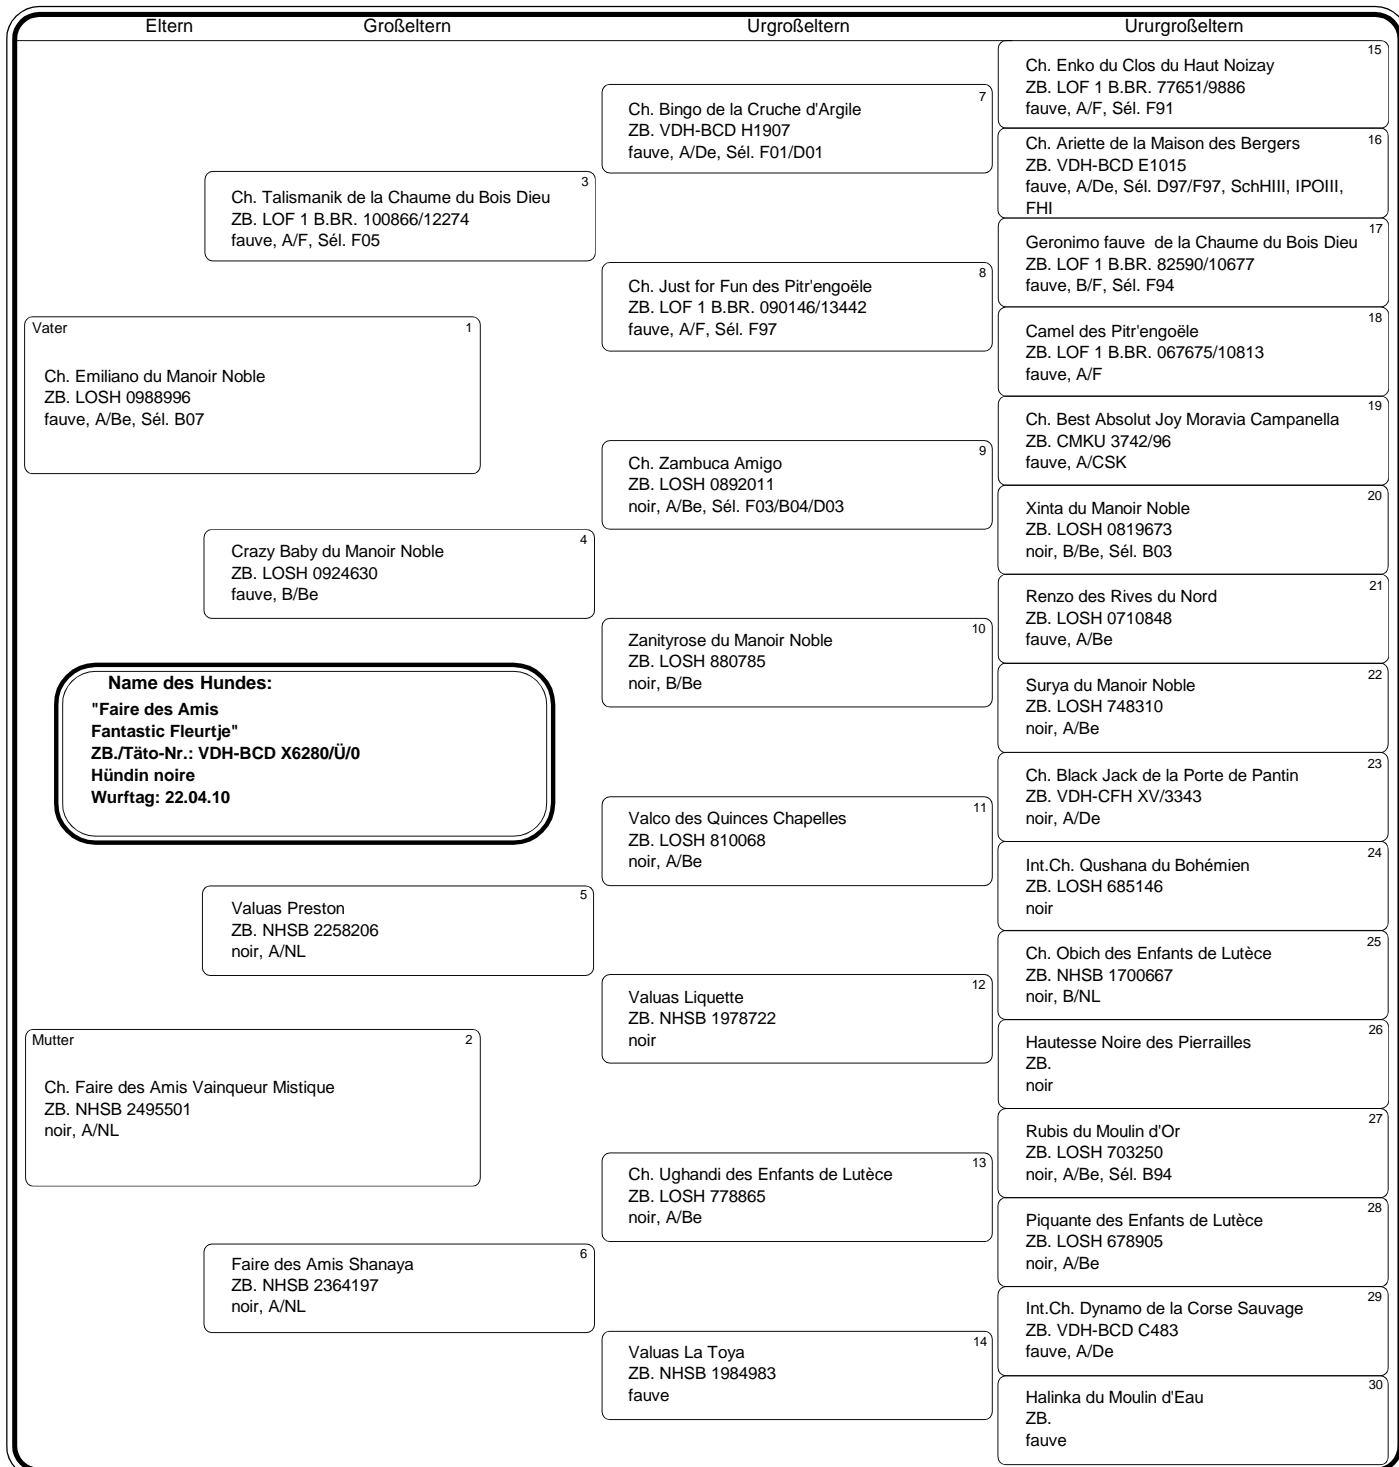 Eltern Großeltern Urgroßeltern Ururgroßeltern
Vater 1
Ch. Emiliano du Manoir Noble
ZB. LOSH 0988996
fauve, A/Be, Sél. B07
Name des Hundes:
"Faire des Amis
Fantastic Fleurtje"
ZB./Täto-Nr.: VDH-BCD X6280/Ü/0
Hündin noire
Wurftag: 22.04.10
Mutter 2
Ch. Faire des Amis Vainqueur Mistique
ZB. NHSB 2495501
noir, A/NL
3
Ch. Talismanik de la Chaume du Bois Dieu
ZB. LOF 1 B.BR. 100866/12274
fauve, A/F, Sél. F05
4
Crazy Baby du Manoir Noble
ZB. LOSH 0924630
fauve, B/Be
5
Valuas Preston
ZB. NHSB 2258206
noir, A/NL
6
Faire des Amis Shanaya
ZB. NHSB 2364197
noir, A/NL
7
Ch. Bingo de la Cruche d'Argile
ZB. VDH-BCD H1907
fauve, A/De, Sél. F01/D01
8
Ch. Just for Fun des Pitr'engoële
ZB. LOF 1 B.BR. 090146/13442
fauve, A/F, Sél. F97
9
Ch. Zambuca Amigo
ZB. LOSH 0892011
noir, A/Be, Sél. F03/B04/D03
10
Zanityrose du Manoir Noble
ZB. LOSH 880785
noir, B/Be
11
Valco des Quinces Chapelles
ZB. LOSH 810068
noir, A/Be
12
Valuas Liquette
ZB. NHSB 1978722
noir
13
Ch. Ughandi des Enfants de Lutèce
ZB. LOSH 778865
noir, A/Be
14
Valuas La Toya
ZB. NHSB 1984983
fauve
15
Ch. Enko du Clos du Haut Noizay
ZB. LOF 1 B.BR. 77651/9886
fauve, A/F, Sél. F91
16
Ch. Ariette de la Maison des Bergers
ZB. VDH-BCD E1015
fauve, A/De, Sél. D97/F97, SchHIII, IPOIII,
FHI
17
Geronimo fauve  de la Chaume du Bois Dieu
ZB. LOF 1 B.BR. 82590/10677
fauve, B/F, Sél. F94
18
Camel des Pitr'engoële
ZB. LOF 1 B.BR. 067675/10813
fauve, A/F
19
Ch. Best Absolut Joy Moravia Campanella
ZB. CMKU 3742/96
fauve, A/CSK
20
Xinta du Manoir Noble
ZB. LOSH 0819673
noir, B/Be, Sél. B03
21
Renzo des Rives du Nord
ZB. LOSH 0710848
fauve, A/Be
22
Surya du Manoir Noble
ZB. LOSH 748310
noir, A/Be
23
Ch. Black Jack de la Porte de Pantin
ZB. VDH-CFH XV/3343
noir, A/De
24
Int.Ch. Qushana du Bohémien
ZB. LOSH 685146
noir
25
Ch. Obich des Enfants de Lutèce
ZB. NHSB 1700667
noir, B/NL
26
Hautesse Noire des Pierrailles
ZB.
noir
27
Rubis du Moulin d'Or
ZB. LOSH 703250
noir, A/Be, Sél. B94
28
Piquante des Enfants de Lutèce
ZB. LOSH 678905
noir, A/Be
29
Int.Ch. Dynamo de la Corse Sauvage
ZB. VDH-BCD C483
fauve, A/De
30
Halinka du Moulin d'Eau
ZB.
fauve